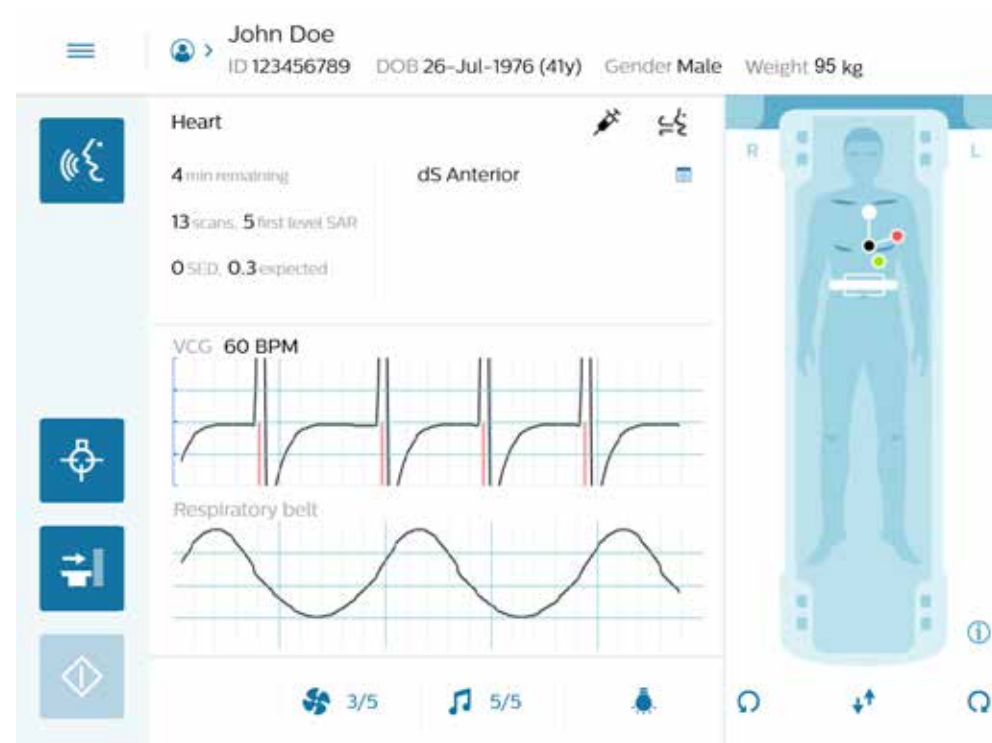 John Doe
ID 123456789 DOB 26-Jul-1976 (41y) Gender Male Weight 95 kg
Heart
4 min remaining dS Anterior
13 scans, 5 first level SAR
0 SED, 0.3 expected
R L
VCG 60 BPM
Respiratory belt
3/5 5/5